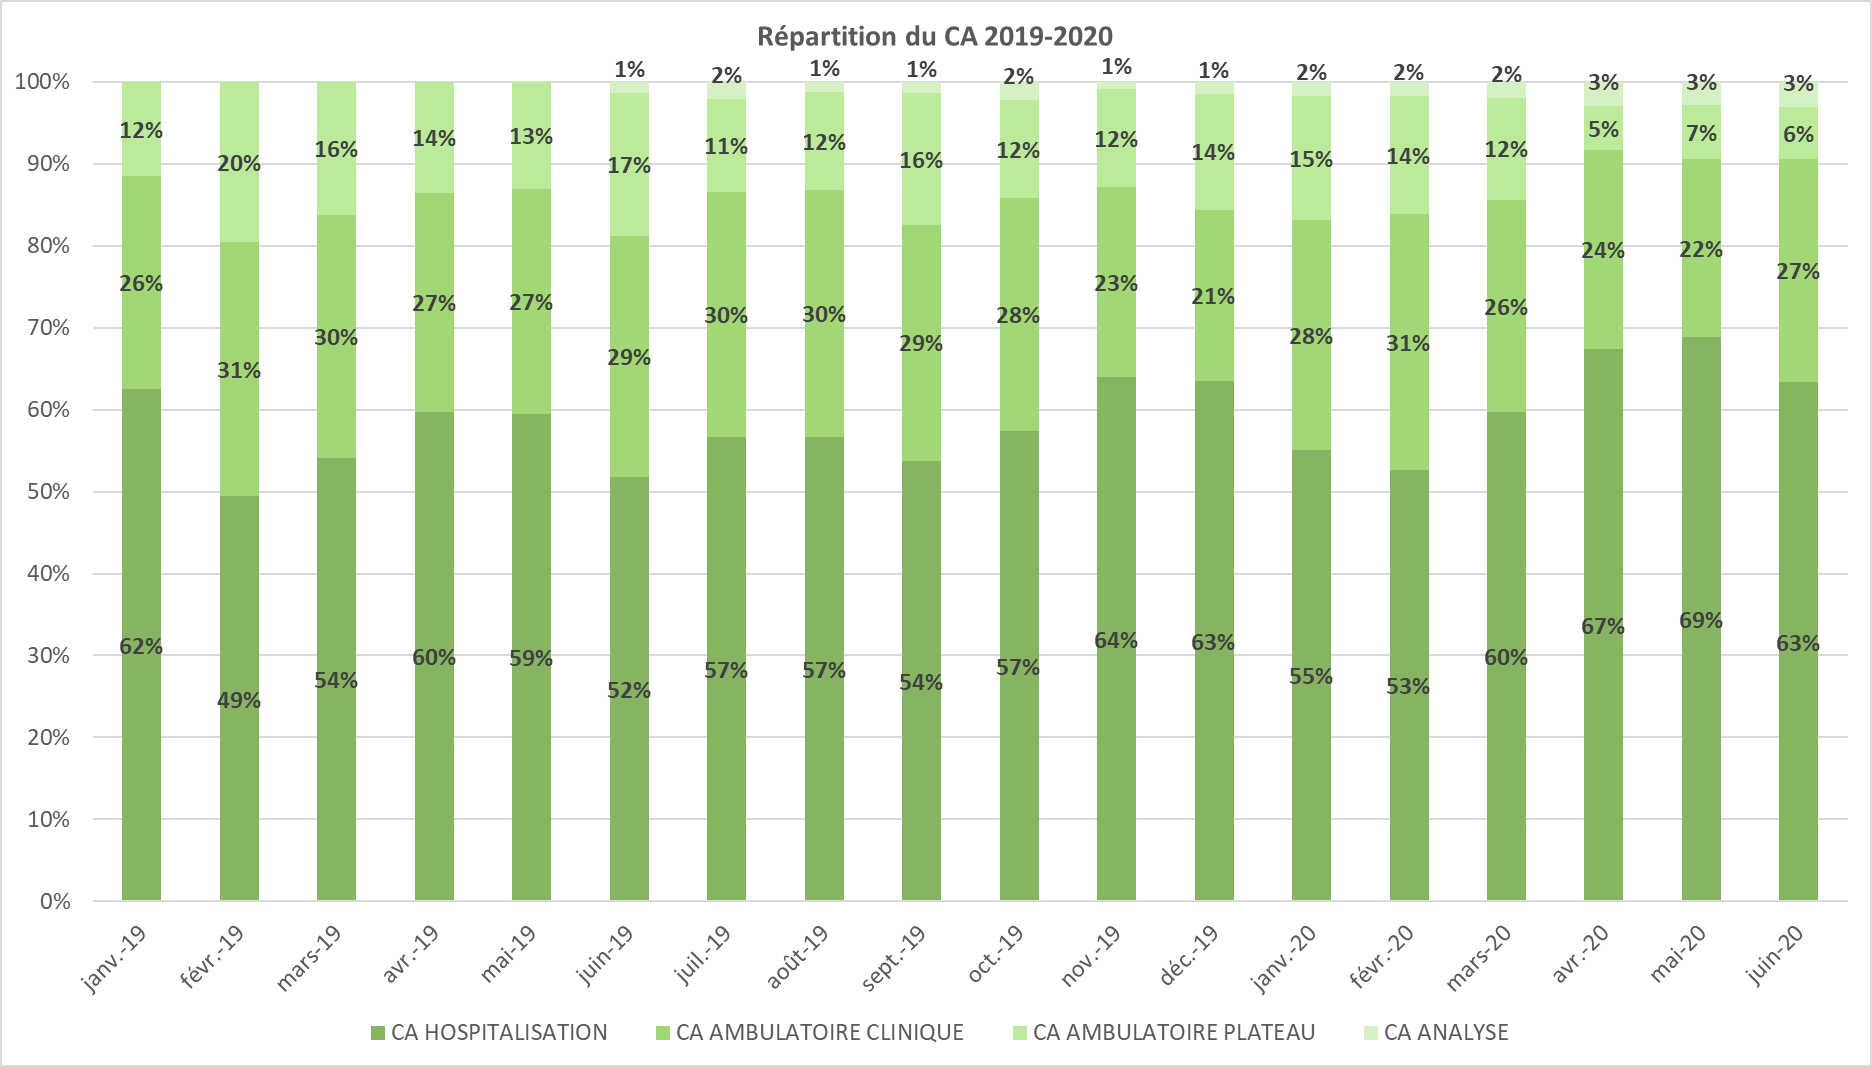 Répartition du CA 2019-2020
1% 2% 1% 1% 2% 1% 1% 2% 2% 2% 3% 3% 3%
12% 20% 16% 14% 13% 17% 11% 12% 16% 12% 12% 14% 15% 14% 12% 5% 7% 6%
26% 31% 30% 27% 27% 29% 30% 30% 29% 28% 23% 21% 28% 31% 26% 24% 22% 27%
62% 49% 54% 60% 59% 52% 57% 57% 54% 57% 64% 63% 55% 53% 60% 67% 69% 63%
100%
90%
80%
70%
60%
50%
40%
30%
20%
10%
0%
janv.-19 févr.-19 mars-19 avr.-19 mai-19 juin-19 juil.-19 août-19 sept.-19 oct.-19 nov.-19 déc.-19 janv.-20 févr.-20 mars-20 avr.-20 mai-20 juin-20
CA HOSPITALISATION CA AMBULATOIRE CLINIQUE CA AMBULATOIRE PLATEAU CA ANALYSE